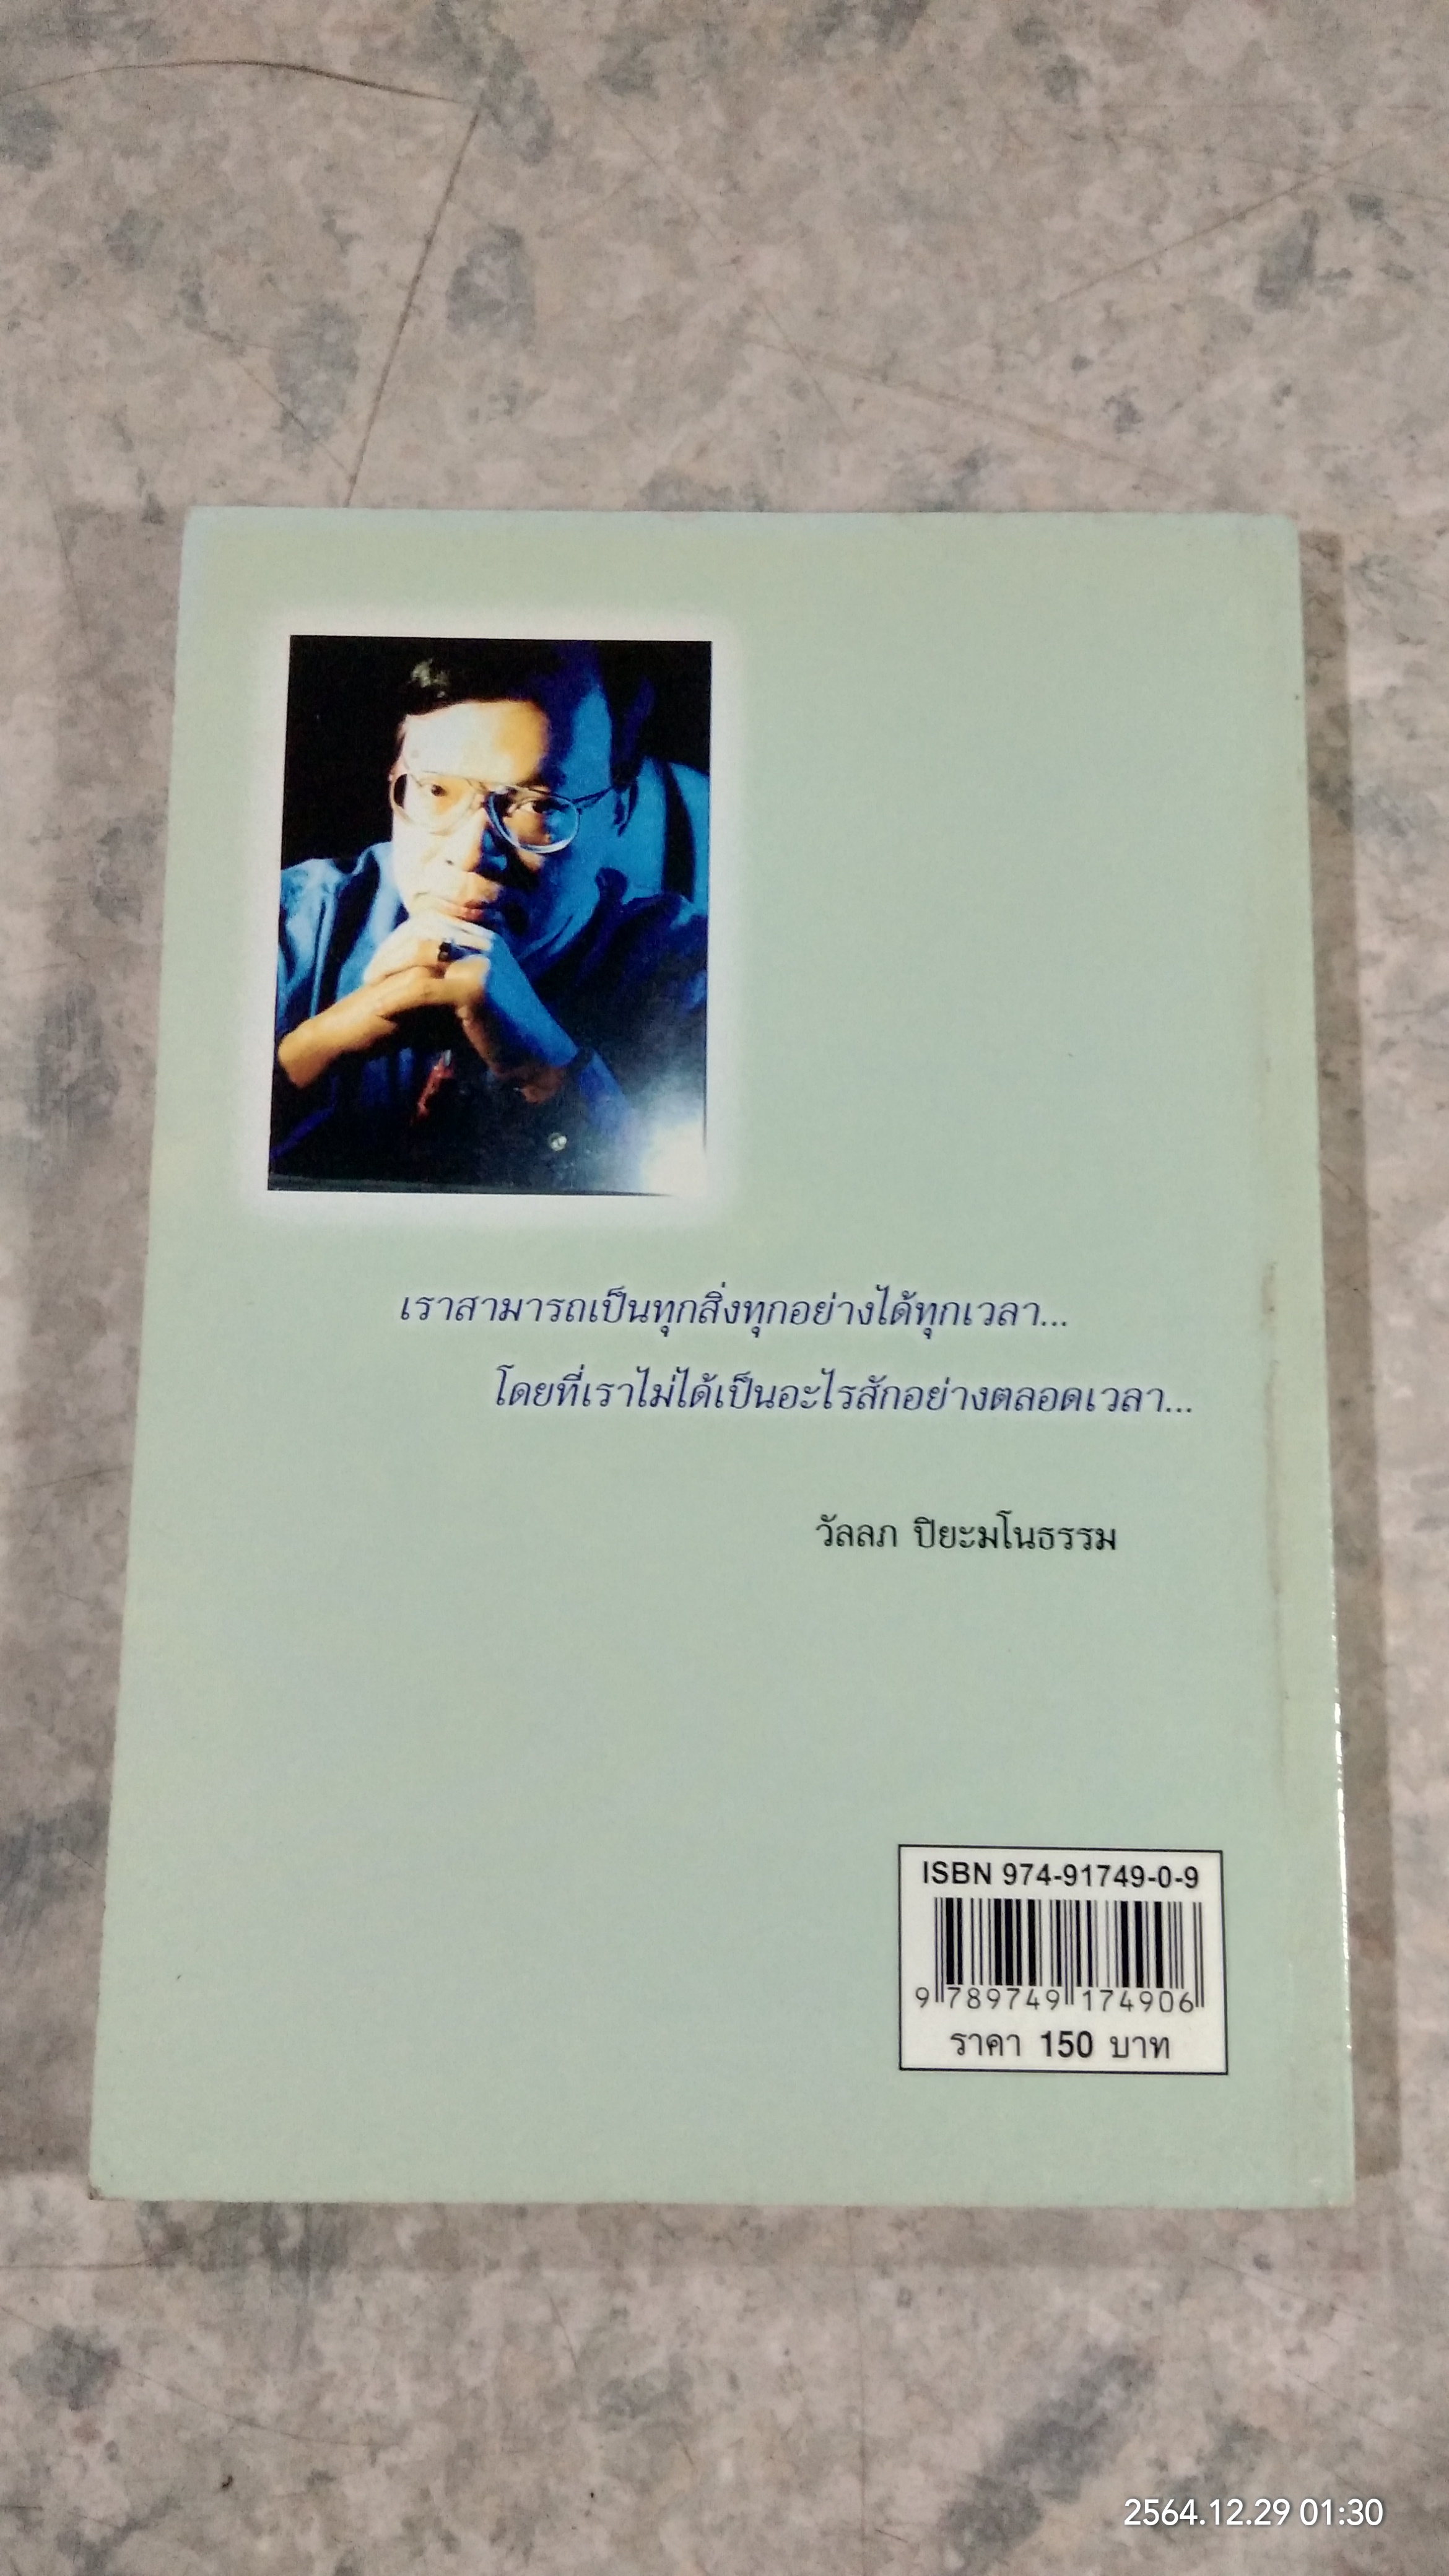 เราสามารถเป็นทุกสิ่งทุกอย่างได้ทุกเวลา...
โดยที่เราไม่ได้เป็นอะไรสักอย่างตลอดเวลา...
วัลลภ ปิยะมโนธรรม
ISBN 974-91749-0-9
9 789749 174906
ราคา 150 บาท
2564.12.29 01:30